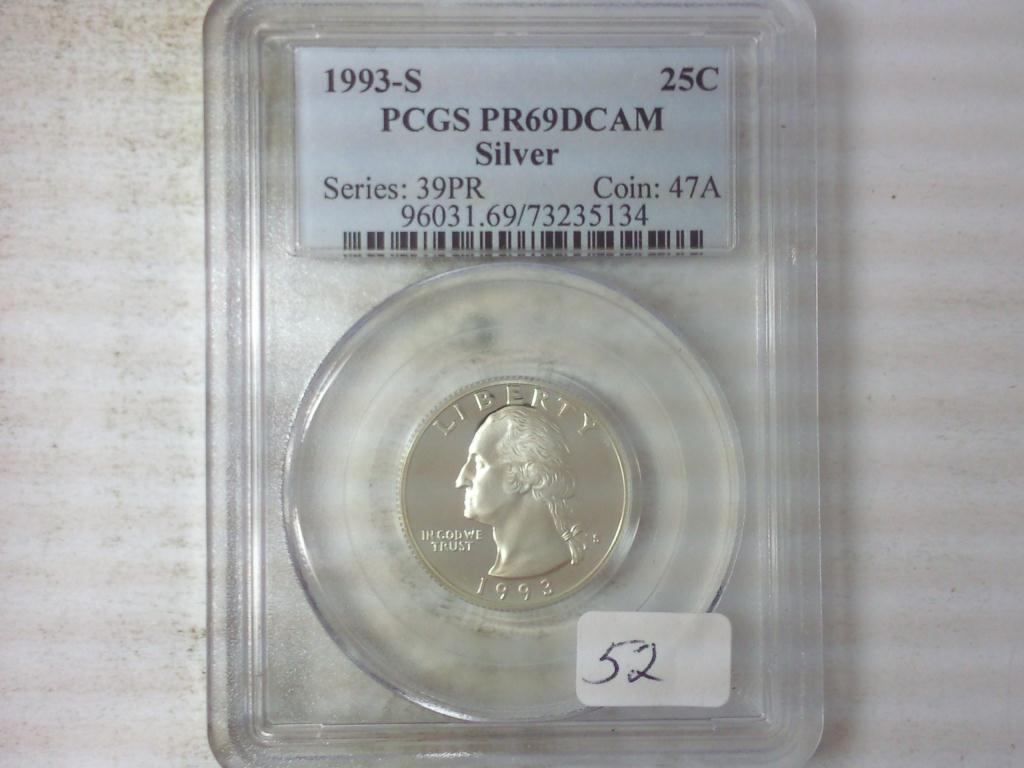 1993-S 25C
PCGS PR69DCAM
Silver
Series: 39PR Coin: 47A
96031.69/73235134
LIBERTY
IN GOD WE
TRUST
S
1993
52